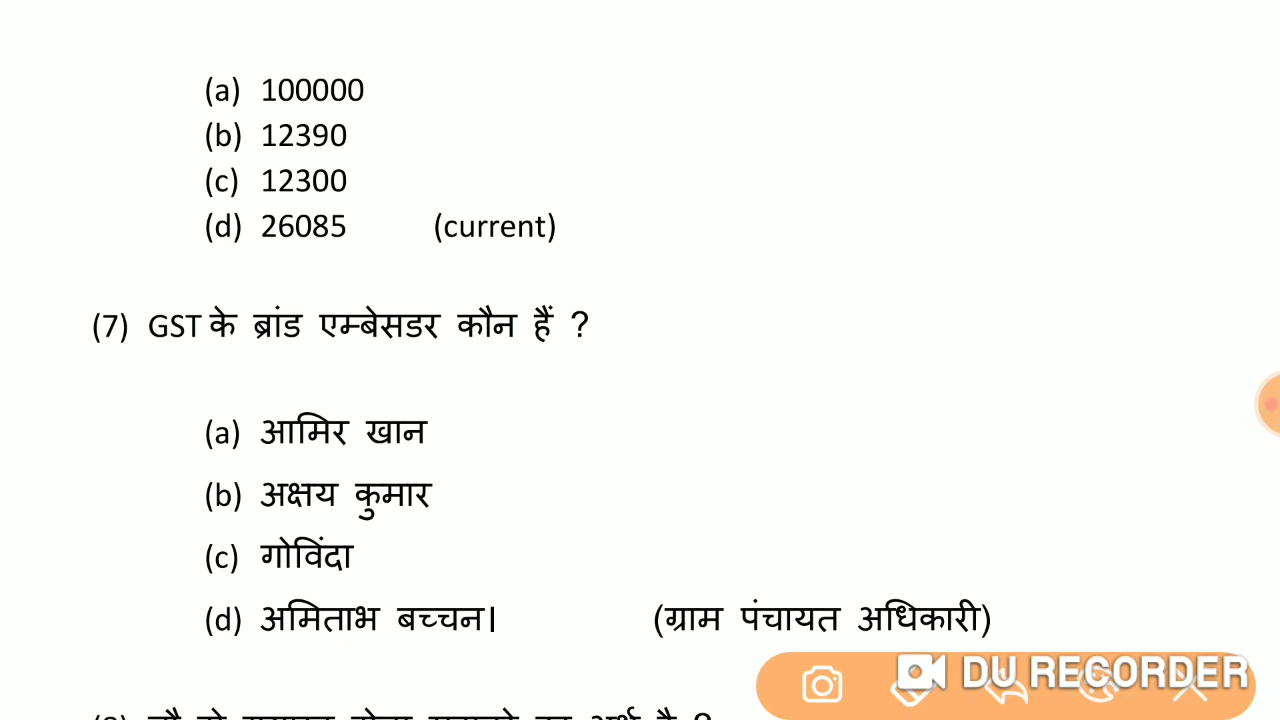 (a) 100000
(b) 12390
(c) 12300
(d) 26085 (current)
(7) GST के ब्रांड एम्बेसडर कौन हैं ?
(a) आमिर खान
(b) अक्षय कुमार
(c) गोविंदा
(d) अमिताभ बच्चन। (ग्राम पंचायत अधिकारी)
DU RECORDER